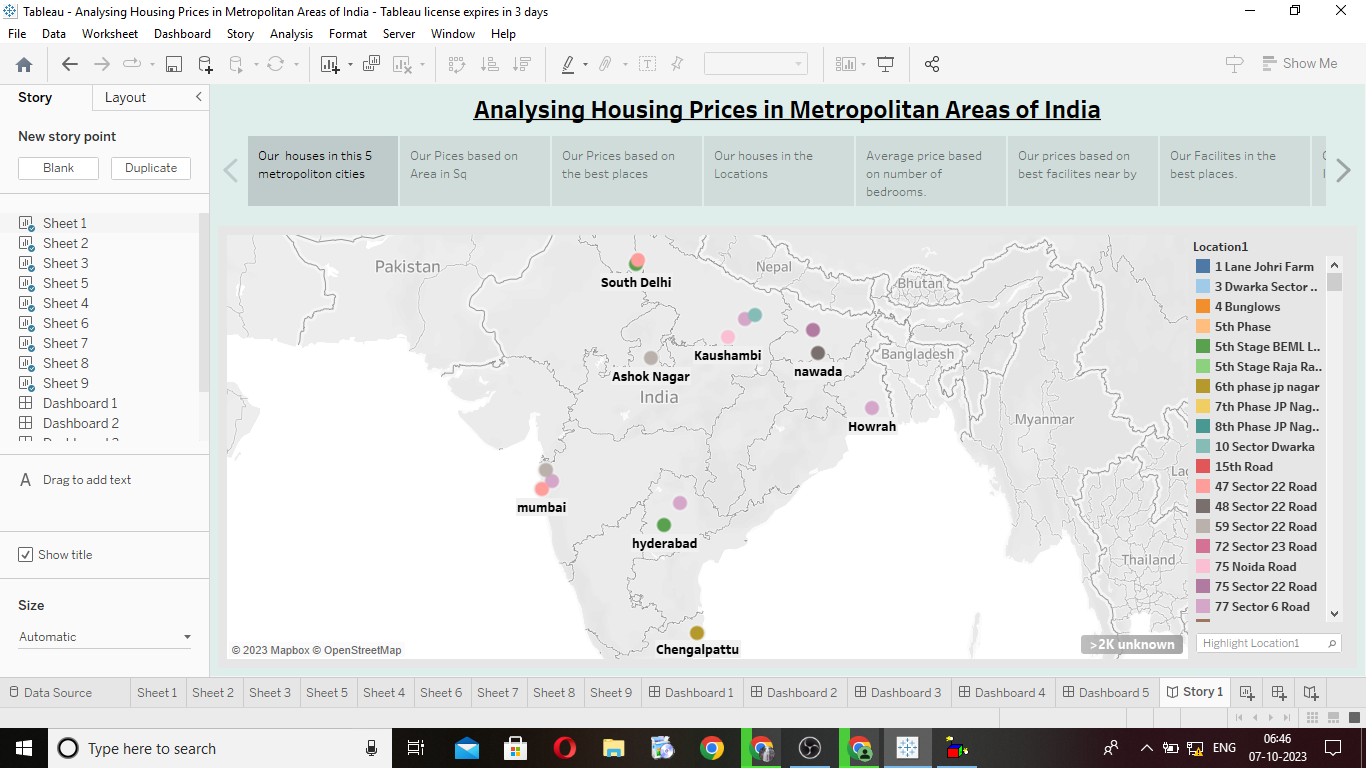 Tableau - Analysing Housing Prices in Metropolitan Areas of India - Tableau license expires in 3 days
File Data Worksheet Dashboard Story Analysis Format Server Window Help
Show Me
Story Layout
New story point
Blank Duplicate
Sheet 1
Sheet 2
Sheet 3
Sheet 5
Sheet 4
Sheet 6
Sheet 7
Sheet 8
Sheet 9
Dashboard 1
Dashboard 2
A Drag to add text
Show title
Size
Automatic
Analysing Housing Prices in Metropolitan Areas of India
Our houses in this 5
metropoliton cities
Our Pices based on
Area in Sq
Our Prices based on
the best places
Our houses in the
Locations
Average price based
on number of
bedrooms.
Our prices based on
best facilites near by
Our Facilites in the
best places.
Pakistan
Nepal
South Delhi
Bhutan
Kaushambi
Bangladesh
nawada
Ashok Nagar
India
Myanmar
Howrah
mumbai
hyderabad
Thailand
Chengalpattu
© 2023 Mapbox © OpenStreetMap
>2K unknown
Location1
1 Lane Johri Farm
3 Dwarka Sector ..
4 Bunglows
5th Phase
5th Stage BEML L..
5th Stage Raja Ra..
6th phase jp nagar
7th Phase JP Nag..
8th Phase JP Nag..
10 Sector Dwarka
15th Road
47 Sector 22 Road
48 Sector 22 Road
59 Sector 22 Road
72 Sector 23 Road
75 Noida Road
75 Sector 22 Road
77 Sector 6 Road
Highlight Location1
Data Source Sheet 1 Sheet 2 Sheet 3 Sheet 5 Sheet 4 Sheet 6 Sheet 7 Sheet 8 Sheet 9 Dashboard 1 Dashboard 2 Dashboard 3 Dashboard 4 Dashboard 5 Story 1
Type here to search
ENG
06:46
07-10-2023